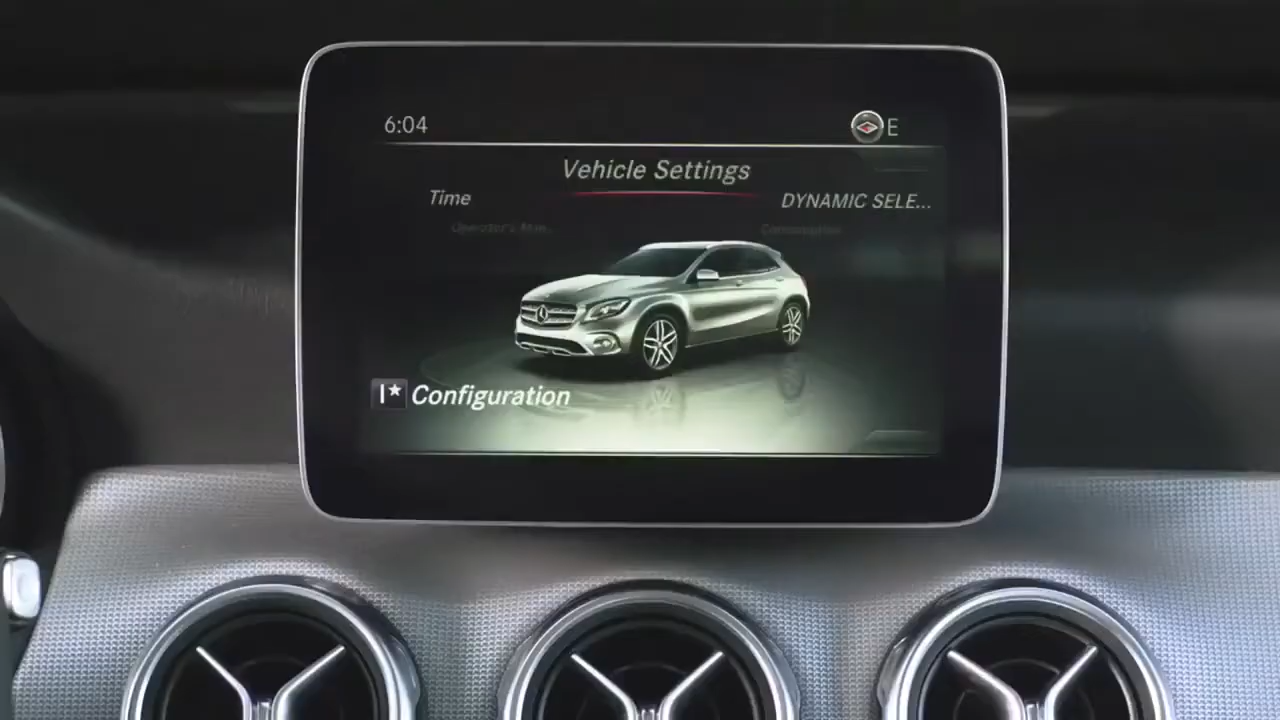 6:04
E
Vehicle Settings
Time
DYNAMIC SELE...
Configuration